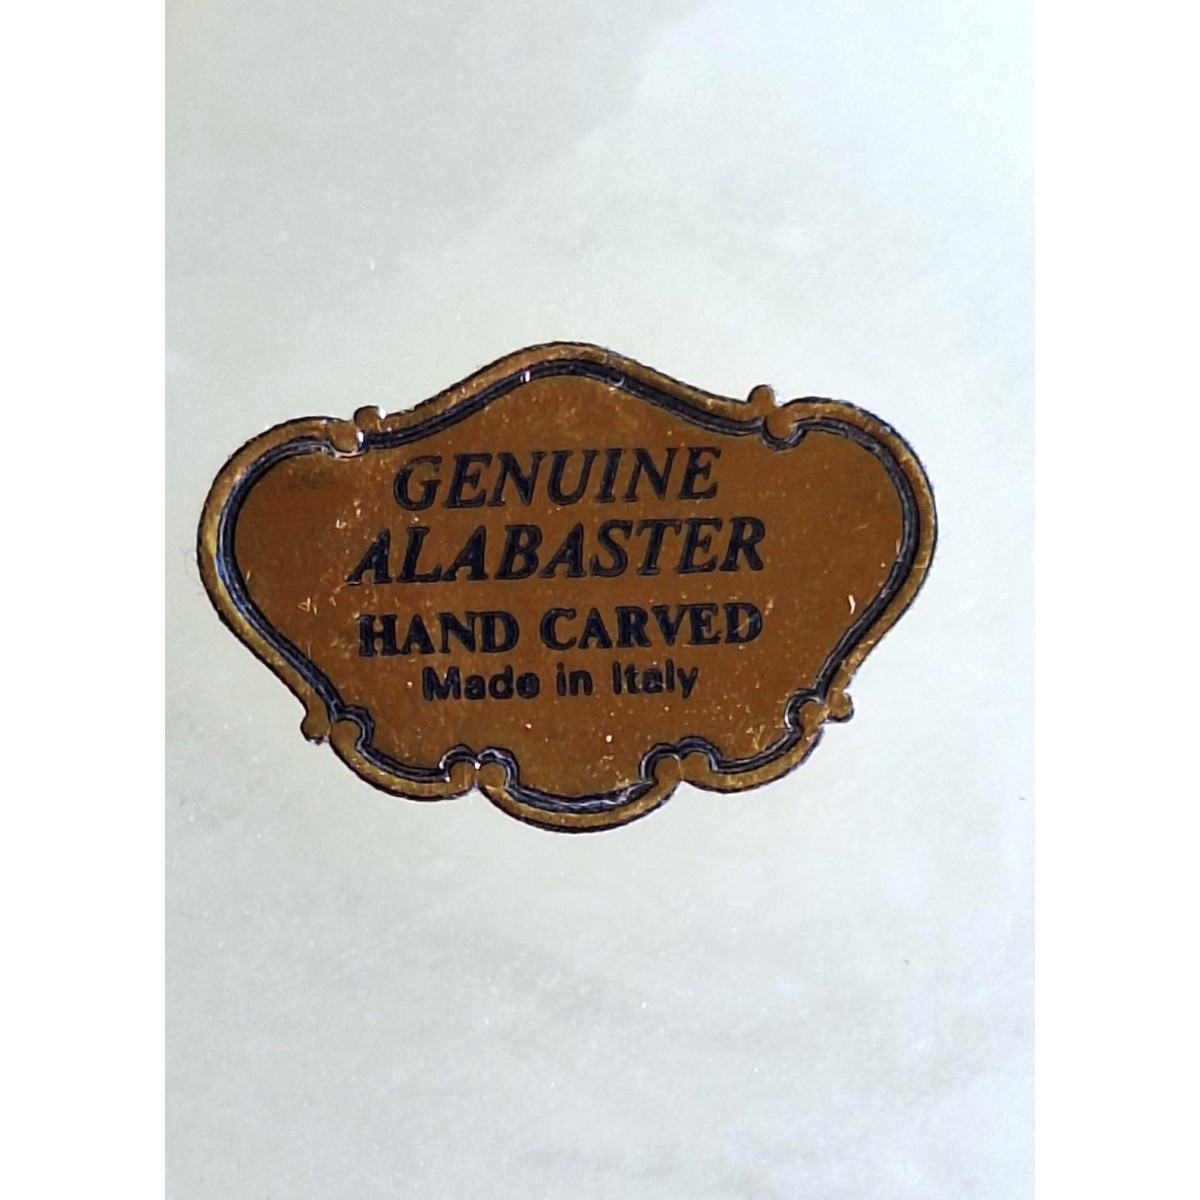 GENUINE
ALABASTER
HAND CARVED
Made in Italy